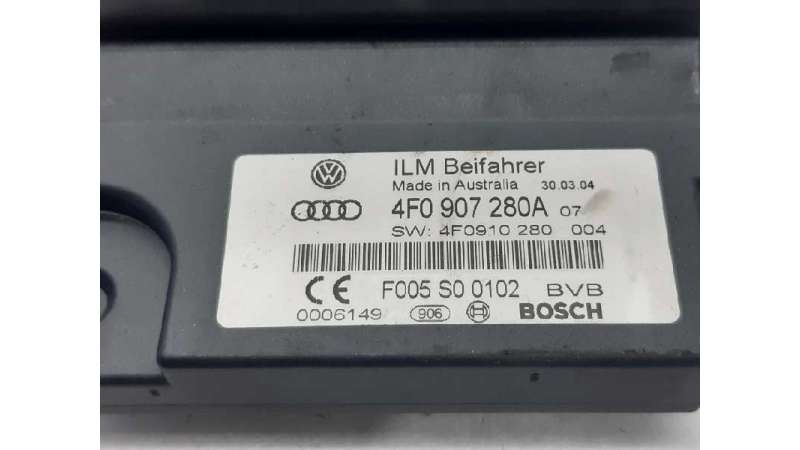 ILM Beifahrer
Made in Australia 30.03.04
4F0 907 280A 07
SW: 4F0910 280 004
CE F005 S0 0102 BVB
0006149 906 BOSCH